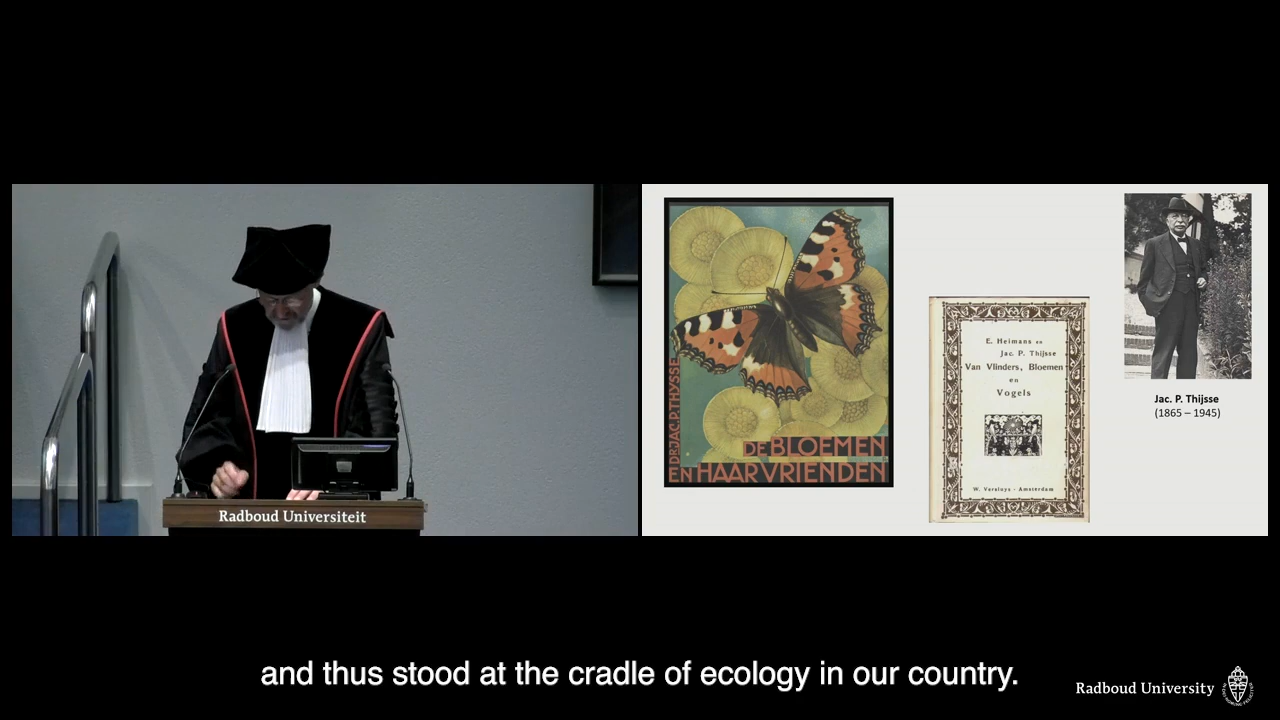 Radboud Universiteit
E DR JAC. P. THYSSE
DE BLOEMEN
EN HAAR VRIENDEN
E. Heimans en
Jac. P. Thijsse
Van Vlinders, Bloemen
en
Vogels
W. Versluys - Amsterdam
Jac. P. Thijsse
(1865 – 1945)
and thus stood at the cradle of ecology in our country.
Radboud University